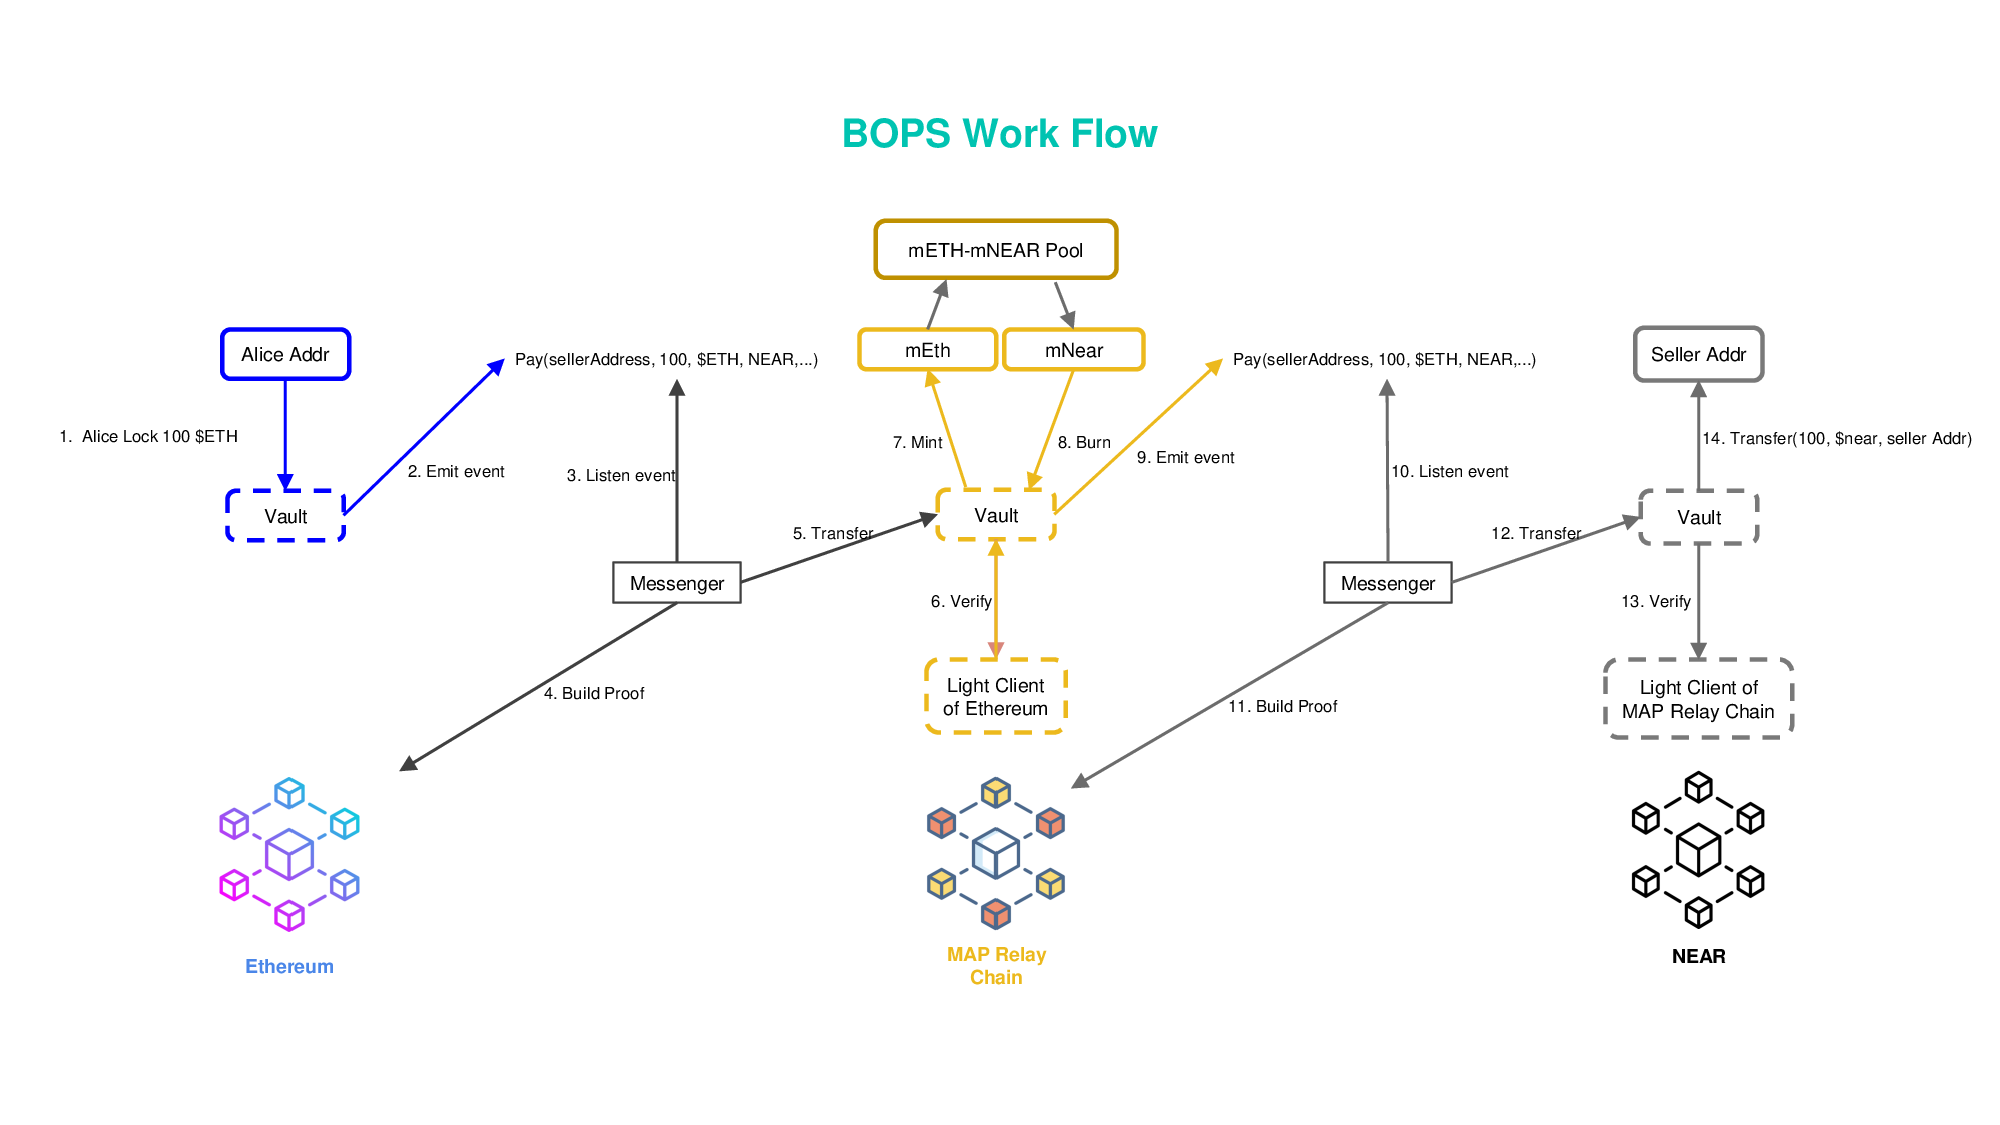 BOPS Work Flow
mETH-mNEAR Pool
Alice Addr
Pay(sellerAddress, 100, $ETH, NEAR,...)
mEth
mNear
Pay(sellerAddress, 100, $ETH, NEAR,...)
Seller Addr
1. Alice Lock 100 $ETH
2. Emit event
3. Listen event
7. Mint
8. Burn
9. Emit event
10. Listen event
14. Transfer(100, $near, seller Addr)
Vault
5. Transfer
Vault
12. Transfer
Vault
Messenger
6. Verify
Messenger
13. Verify
4. Build Proof
Light Client
of Ethereum
11. Build Proof
Light Client of
MAP Relay Chain
Ethereum
MAP Relay
Chain
NEAR